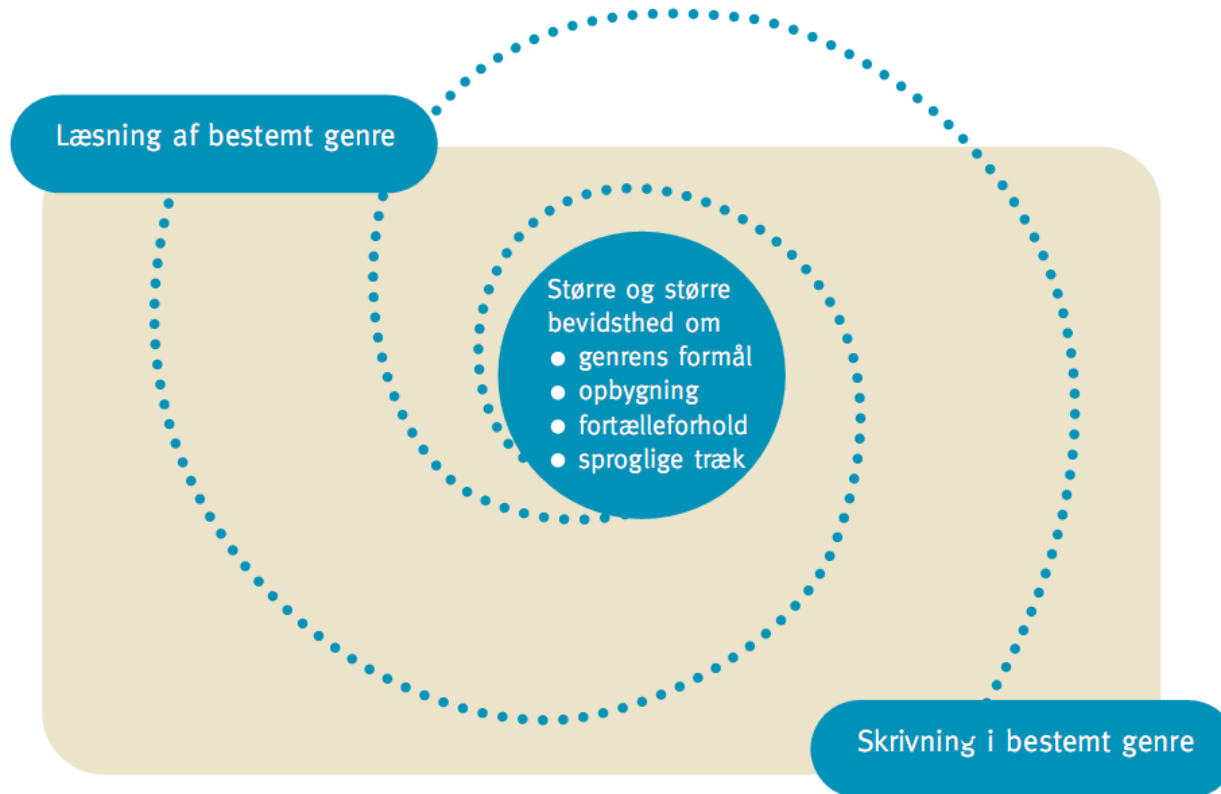 Læsning af bestemt genre
Større og større
bevidsthed om
● genrens formål
● opbygning
● fortælleforhold
● sproglige træk
Skrivning i bestemt genre